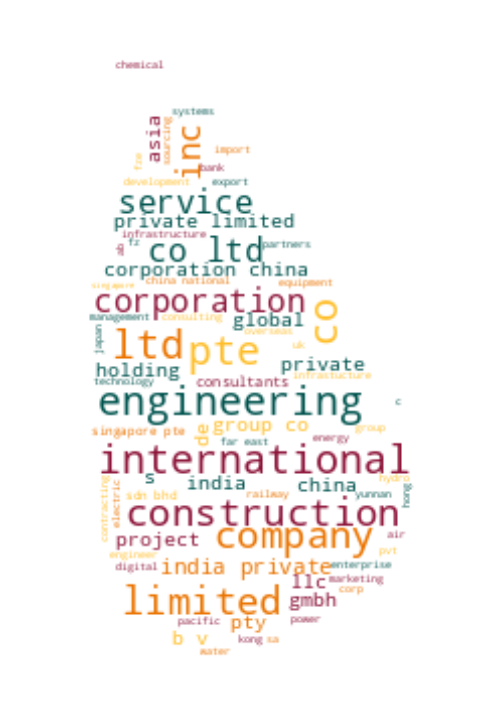 chemical
systems
asia
sourcing
inc
import
bank
fze
development
export
service
private limited
infrastructure
fz
co ltd
partners
corporation china
china national
equipment
singapore
corporation
co
management
consulting
global
overseas
japan
ltd
pte
uk
private
holding
infrastucture
technology
consultants
engineering
c
group co
de
singapore pte
group
far east
energy
international
s
india
china
hydro
contracting
electric
sdn bhd
railway
yunnan
hong
construction
company
project
air
pvt
engineer
digital
india private
enterprise
llc
marketing
corp
limited
gmbh
pacific
pty
power
b v
kong
sa
water